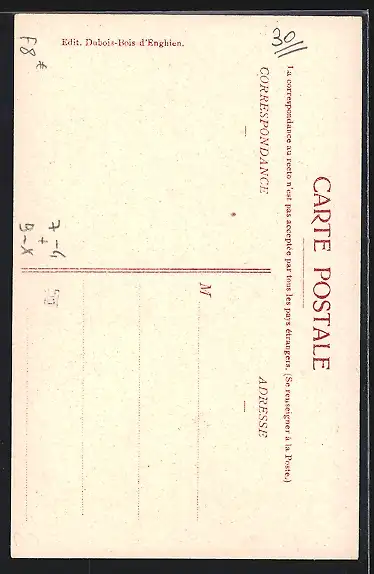 CARTE POSTALE
La correspondance au recto n'est pas acceptée par tous les pays étrangers. (Se renseigner à la Poste.)
CORRESPONDANCE
ADRESSE
M
Edit. Dubois-Bois d'Enghien.
30//
F8